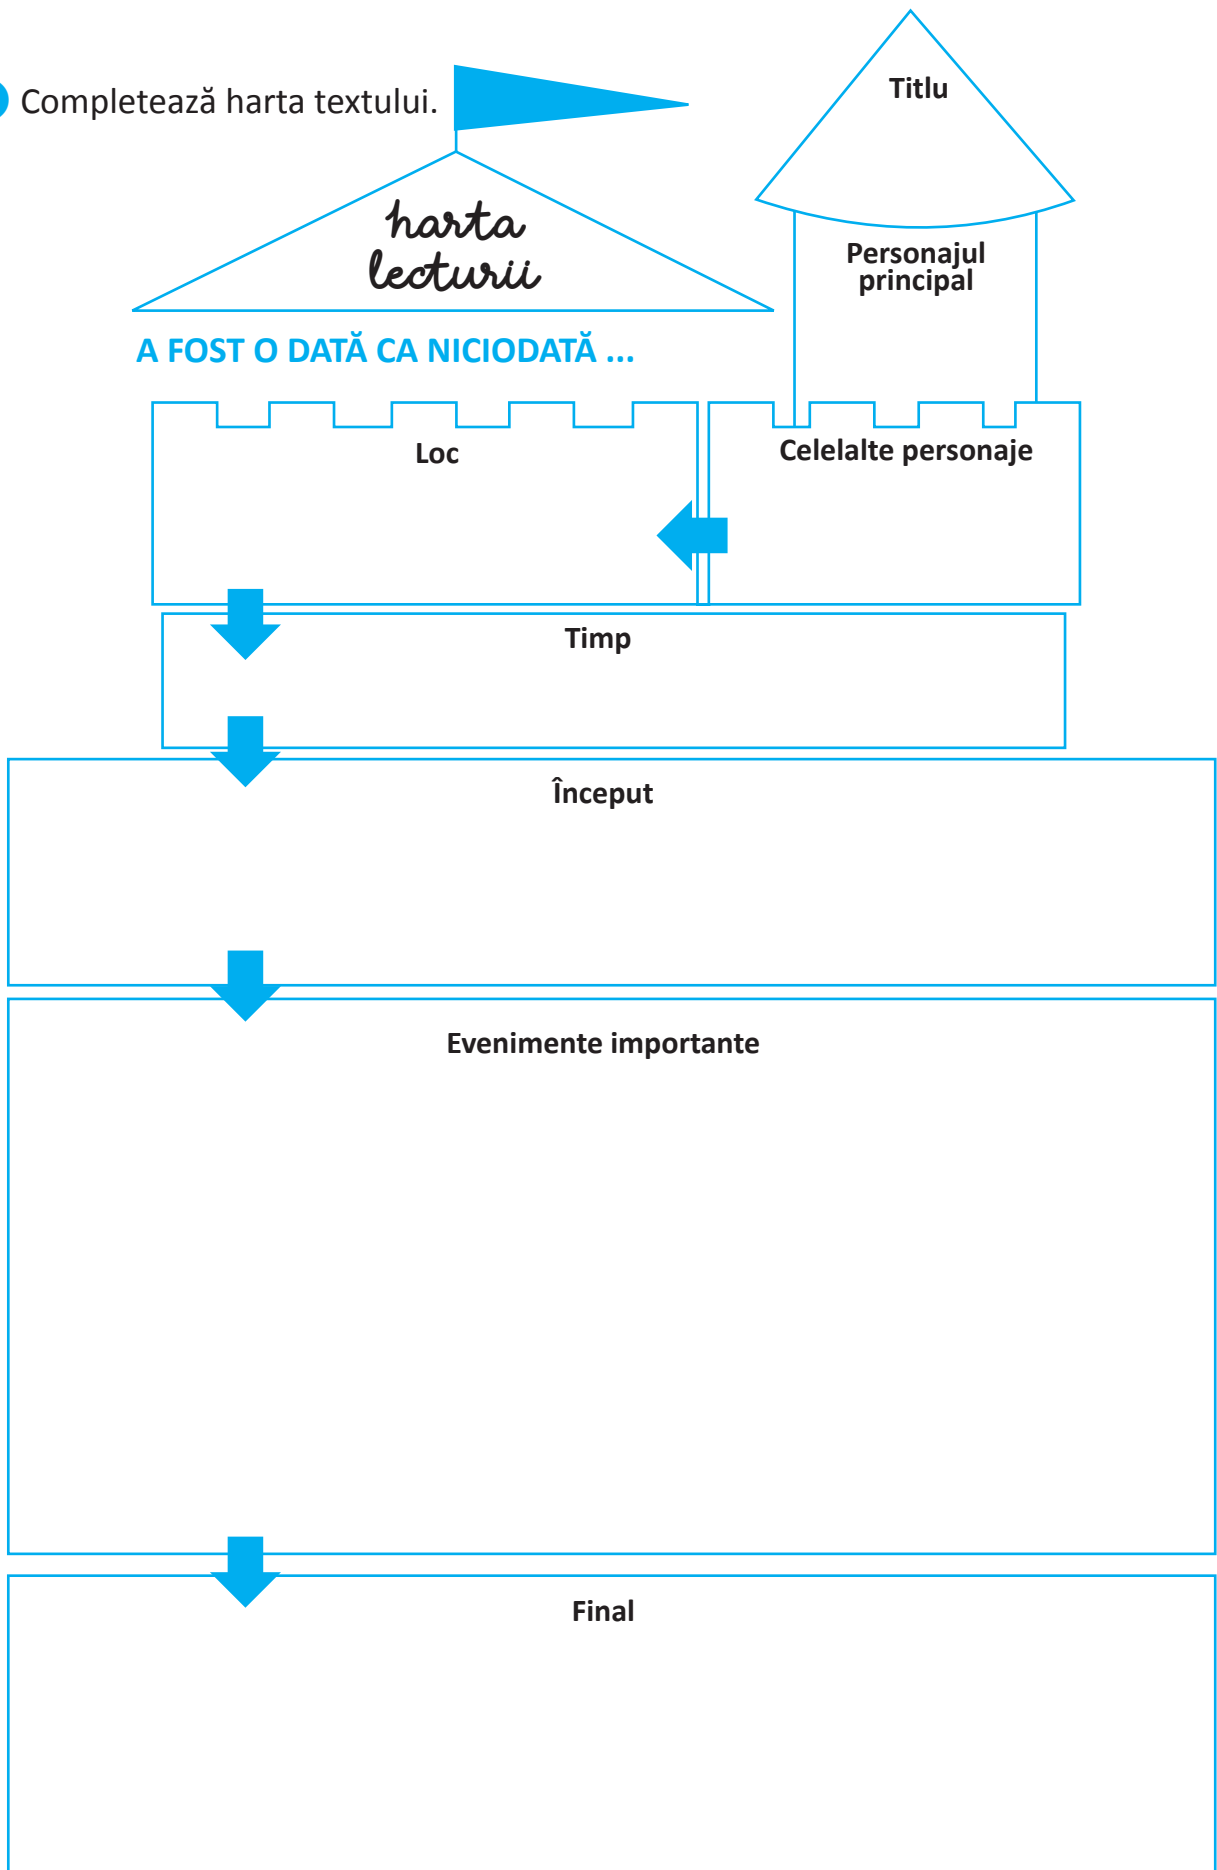 Completează harta textului.
Titlu
harta
lecturii
Personajul
principal
A FOST O DATĂ CA NICIODATĂ ...
Loc
Celelalte personaje
Timp
Început
Evenimente importante
Final